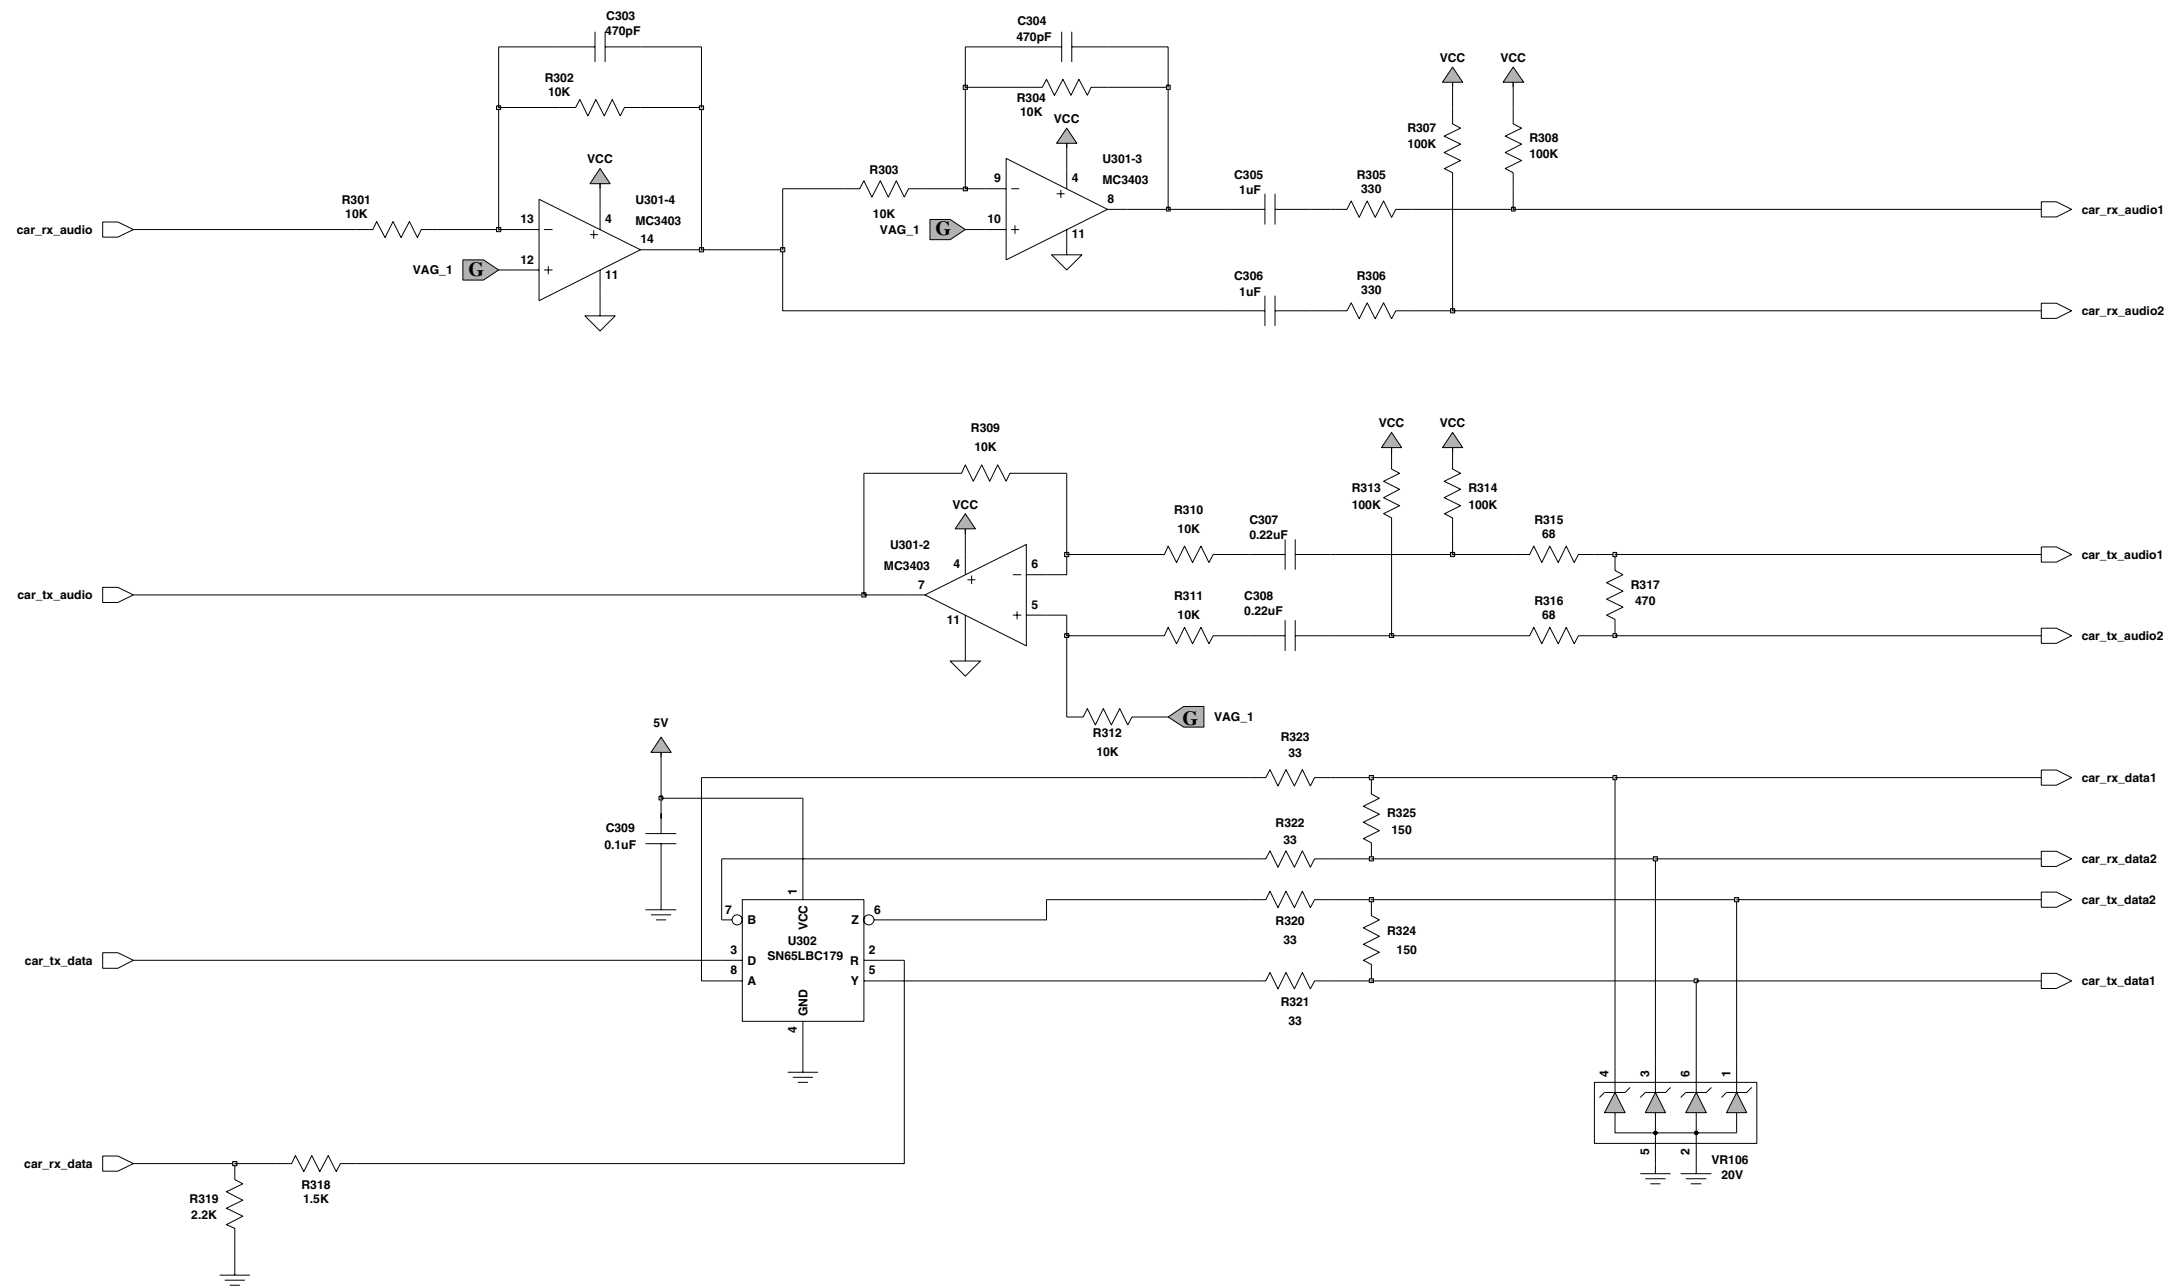 C303
470pF
R302
10K
VCC
R301
10K
car_rx_audio
13
12
VAG_1
G
4
11
14
U301-4
MC3403
C304
470pF
R304
10K
VCC
R303
10K
9
10
VAG_1
G
4
11
8
U301-3
MC3403
C305
1uF
R305
330
C306
1uF
R306
330
VCC
VCC
R307
100K
R308
100K
car_rx_audio1
car_rx_audio2
R309
10K
VCC
U301-2
MC3403
4
11
7
6
5
car_tx_audio
R310
10K
C307
0.22uF
R311
10K
C308
0.22uF
VCC
VCC
R313
100K
R314
100K
R315
68
R316
68
R317
470
car_tx_audio1
car_tx_audio2
R312
10K
G
VAG_1
5V
C309
0.1uF
R323
33
R322
33
R325
150
R320
33
R324
150
R321
33
car_rx_data1
car_rx_data2
car_tx_data2
car_tx_data1
1
VCC
7
B
Z
6
U302
SN65LBC179
3
D
R
2
8
A
Y
5
GND
4
car_tx_data
car_rx_data
R318
1.5K
R319
2.2K
4
3
6
1
5
2
VR106
20V